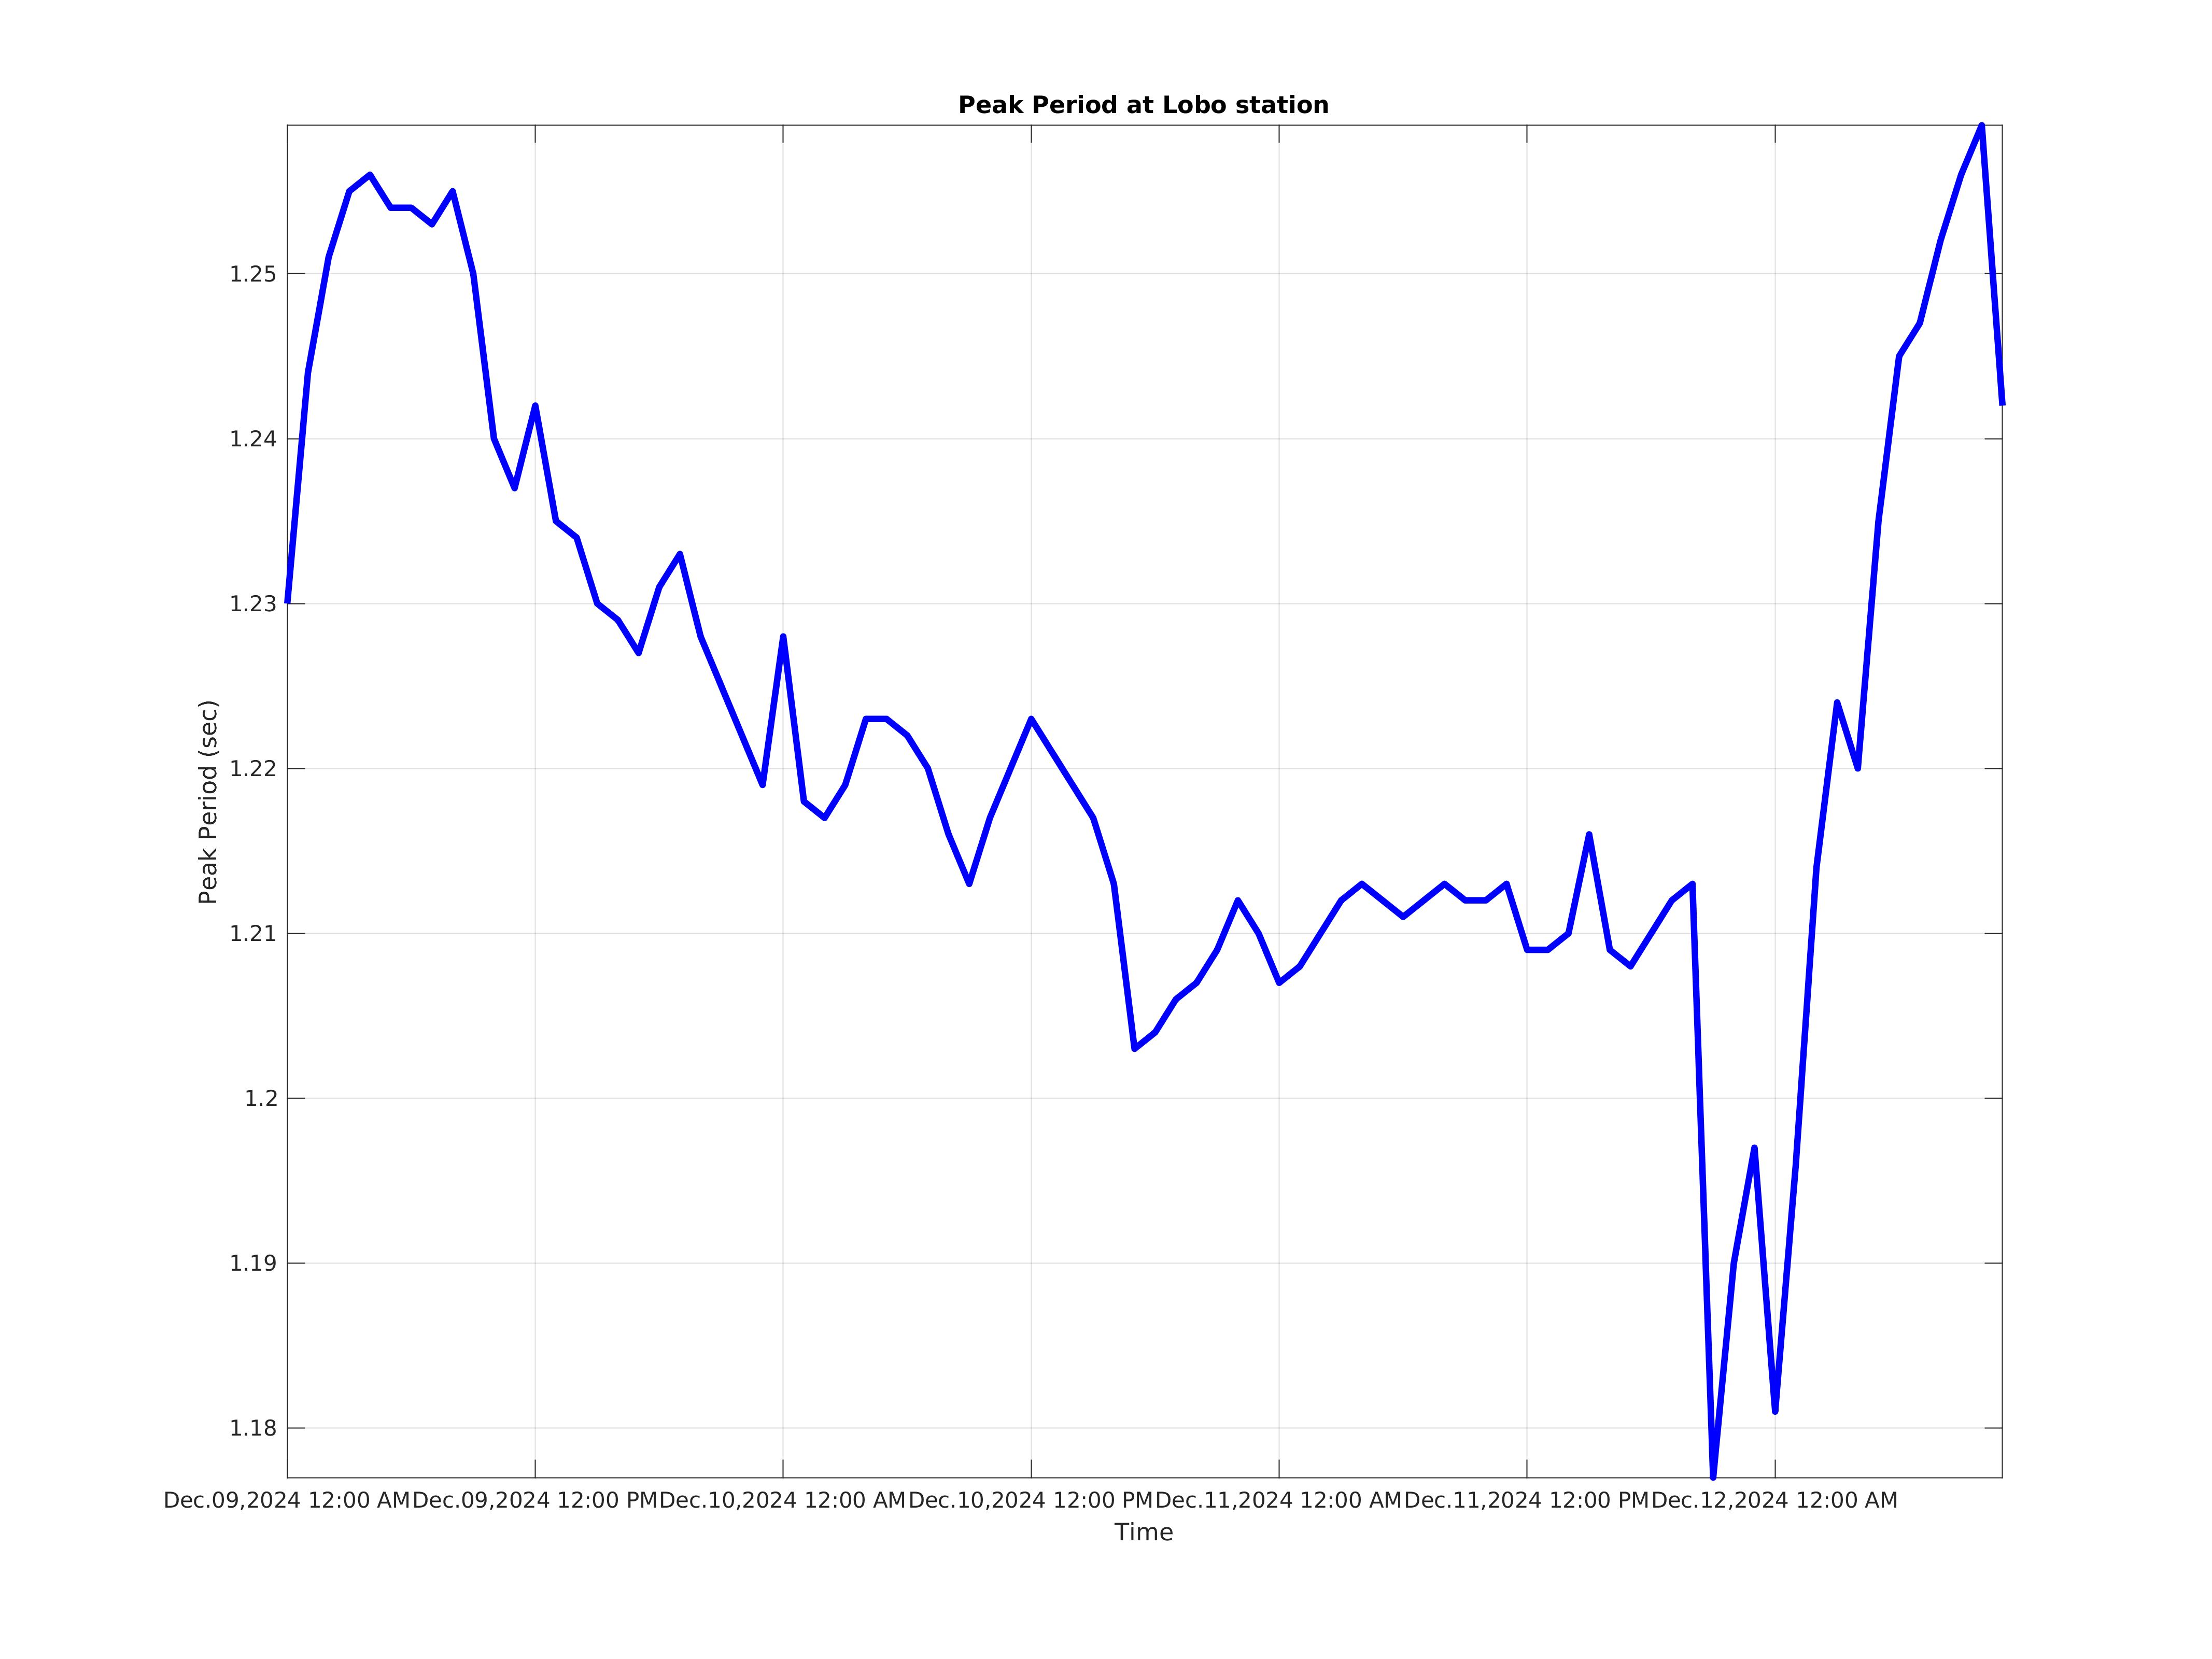 Peak Period at Lobo station
Peak Period (sec)
1.25
1.24
1.23
1.22
1.21
1.2
1.19
1.18
Dec.09,2024 12:00 AM Dec.09,2024 12:00 PM Dec.10,2024 12:00 AM Dec.10,2024 12:00 PM Dec.11,2024 12:00 AM Dec.11,2024 12:00 PM Dec.12,2024 12:00 AM
Time